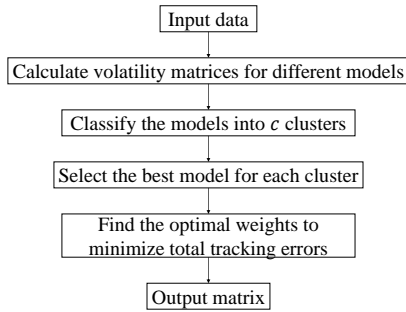 Input data
Calculate volatility matrices for different models
Classify the models into c clusters
Select the best model for each cluster
Find the optimal weights to
minimize total tracking errors
Output matrix